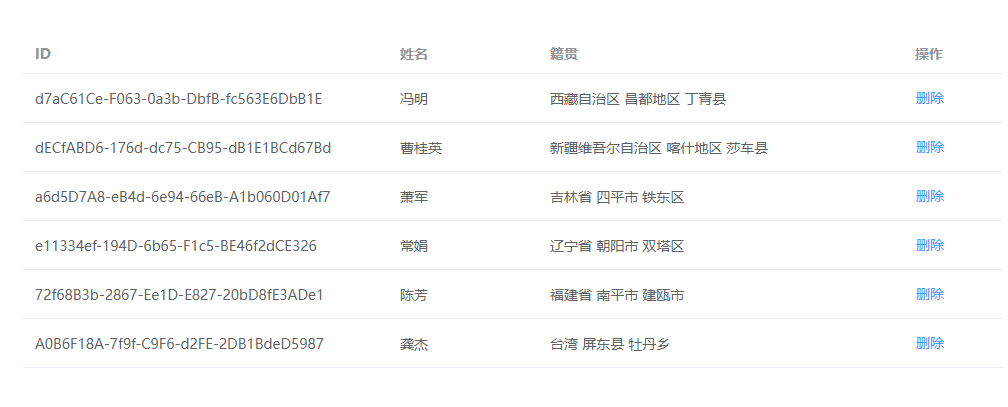 ID 姓名 籍贯 操作
d7aC61Ce-F063-0a3b-DbfB-fc563E6DbB1E 冯明 西藏自治区 昌都地区 丁青县 删除
dECfABD6-176d-dc75-CB95-dB1E1BCd67Bd 曹桂英 新疆维吾尔自治区 喀什地区 莎车县 删除
a6d5D7A8-eB4d-6e94-66eB-A1b060D01Af7 萧军 吉林省 四平市 铁东区 删除
e11334ef-194D-6b65-F1c5-BE46f2dCE326 常娟 辽宁省 朝阳市 双塔区 删除
72f68B3b-2867-Ee1D-E827-20bD8fE3ADe1 陈芳 福建省 南平市 建瓯市 删除
A0B6F18A-7f9f-C9F6-d2FE-2DB1BdeD5987 龚杰 台湾 屏东县 牡丹乡 删除